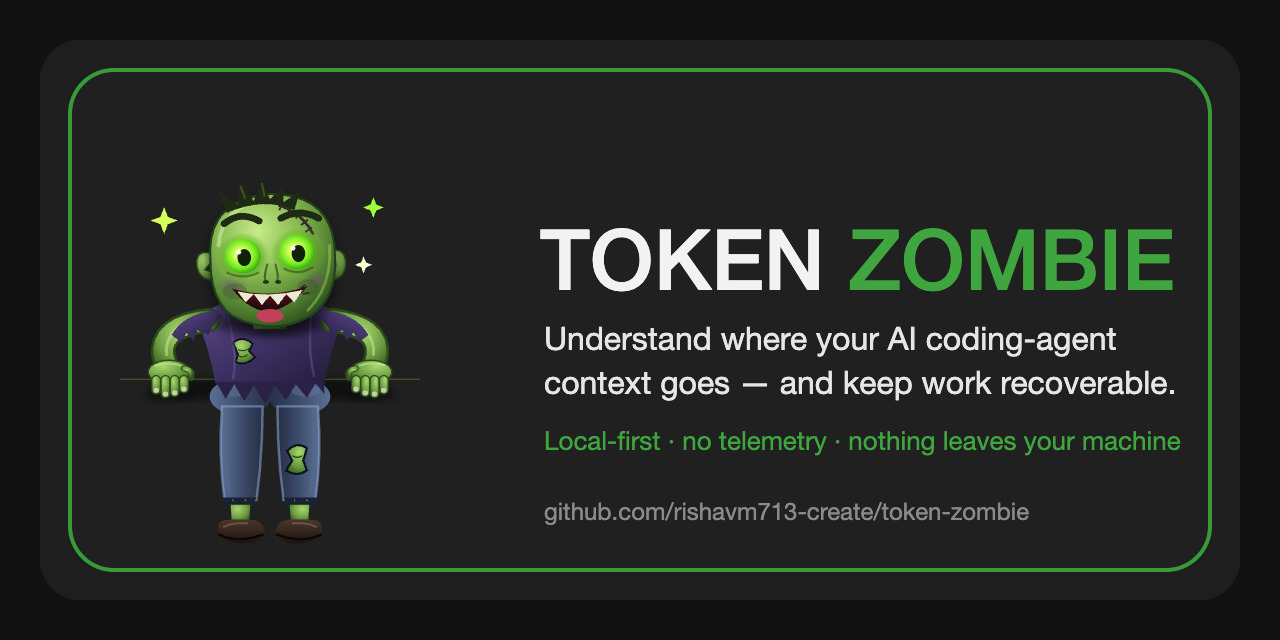 TOKEN ZOMBIE
Understand where your AI coding-agent
context goes — and keep work recoverable.
Local-first · no telemetry · nothing leaves your machine
github.com/rishavm713-create/token-zombie